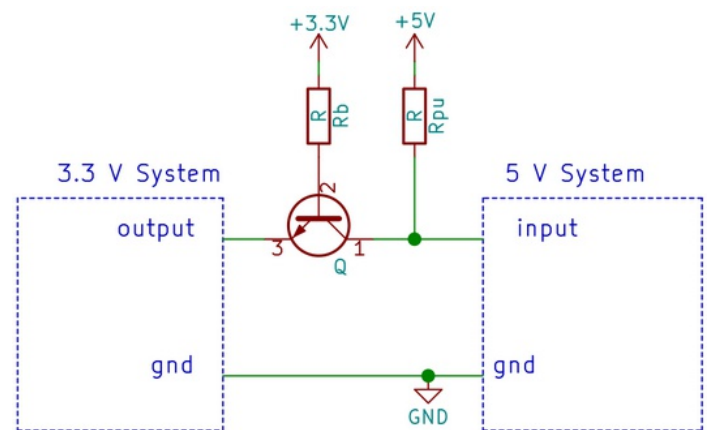 +3.3V
+5V
R
Rb
R
Rpu
3.3 V System
5 V System
2
output
input
3
1
Q
gnd
gnd
GND